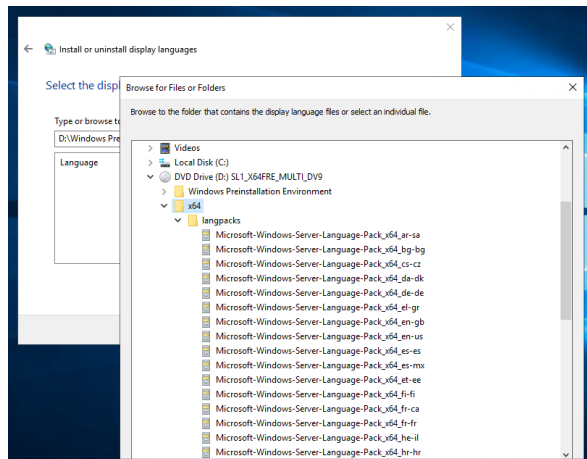 Install or uninstall display languages
Select the disp
Type or browse to
D:\Windows Pre
Language
Browse for Files or Folders
Browse to the folder that contains the display language files or select an individual file.
Videos
Local Disk (C:)
DVD Drive (D:) SL1_X64FRE_MULTI_DV9
Windows Preinstallation Environment
x64
langpacks
Microsoft-Windows-Server-Language-Pack_x64_ar-sa
Microsoft-Windows-Server-Language-Pack_x64_bg-bg
Microsoft-Windows-Server-Language-Pack_x64_cs-cz
Microsoft-Windows-Server-Language-Pack_x64_da-dk
Microsoft-Windows-Server-Language-Pack_x64_de-de
Microsoft-Windows-Server-Language-Pack_x64_el-gr
Microsoft-Windows-Server-Language-Pack_x64_en-gb
Microsoft-Windows-Server-Language-Pack_x64_en-us
Microsoft-Windows-Server-Language-Pack_x64_es-es
Microsoft-Windows-Server-Language-Pack_x64_es-mx
Microsoft-Windows-Server-Language-Pack_x64_et-ee
Microsoft-Windows-Server-Language-Pack_x64_fi-fi
Microsoft-Windows-Server-Language-Pack_x64_fr-ca
Microsoft-Windows-Server-Language-Pack_x64_fr-fr
Microsoft-Windows-Server-Language-Pack_x64_he-il
Microsoft-Windows-Server-Language-Pack_x64_hr-hr